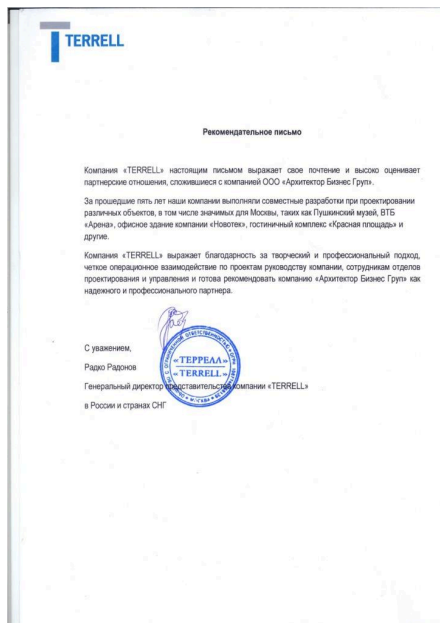 TERRELL
Рекомендательное письмо
Компания «TERRELL» настоящим письмом выражает свое почтение и высоко оценивает
партнерские отношения, сложившиеся с компанией ООО «Архитектор Бизнес Груп».
За прошедшие пять лет наши компании выполняли совместные разработки при проектировании
различных объектов, в том числе значимых для Москвы, таких как Пушкинский музей, ВТБ
«Арена», офисное здание компании «Новотек», гостиничный комплекс «Красная площадь» и
другие.
Компания «TERRELL» выражает благодарность за творческий и профессиональный подход,
четкое операционное взаимодействие по проектам руководству компании, сотрудникам отделов
проектирования и управления и готова рекомендовать компанию «Архитектор Бизнес Груп» как
надежного и профессионального партнера.
С уважением,
Радко Радонов
Генеральный директор представительства компании «TERRELL»
в России и странах СНГ
«ТЕРРЕЛЛ»
«TERRELL»
ОГРАНИЧЕННОЙ ОТВЕТСТВЕННОСТЬЮ
МОСКВА